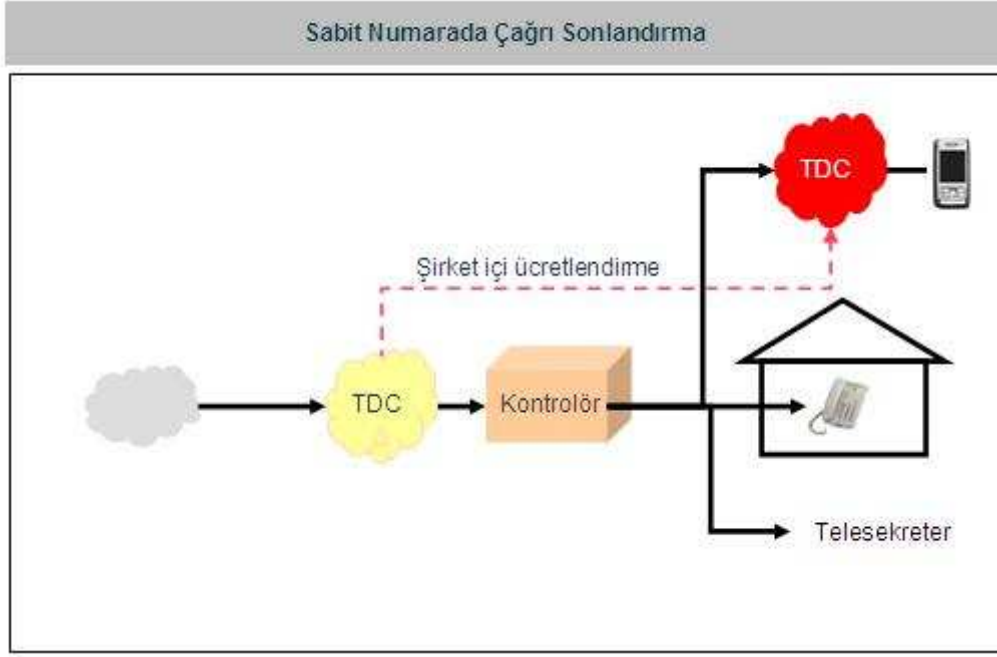 Sabit Numarada Çağrı Sonlandırma
TDC
Şirket içi ücretlendirme
TDC
Kontrolör
Telesekreter